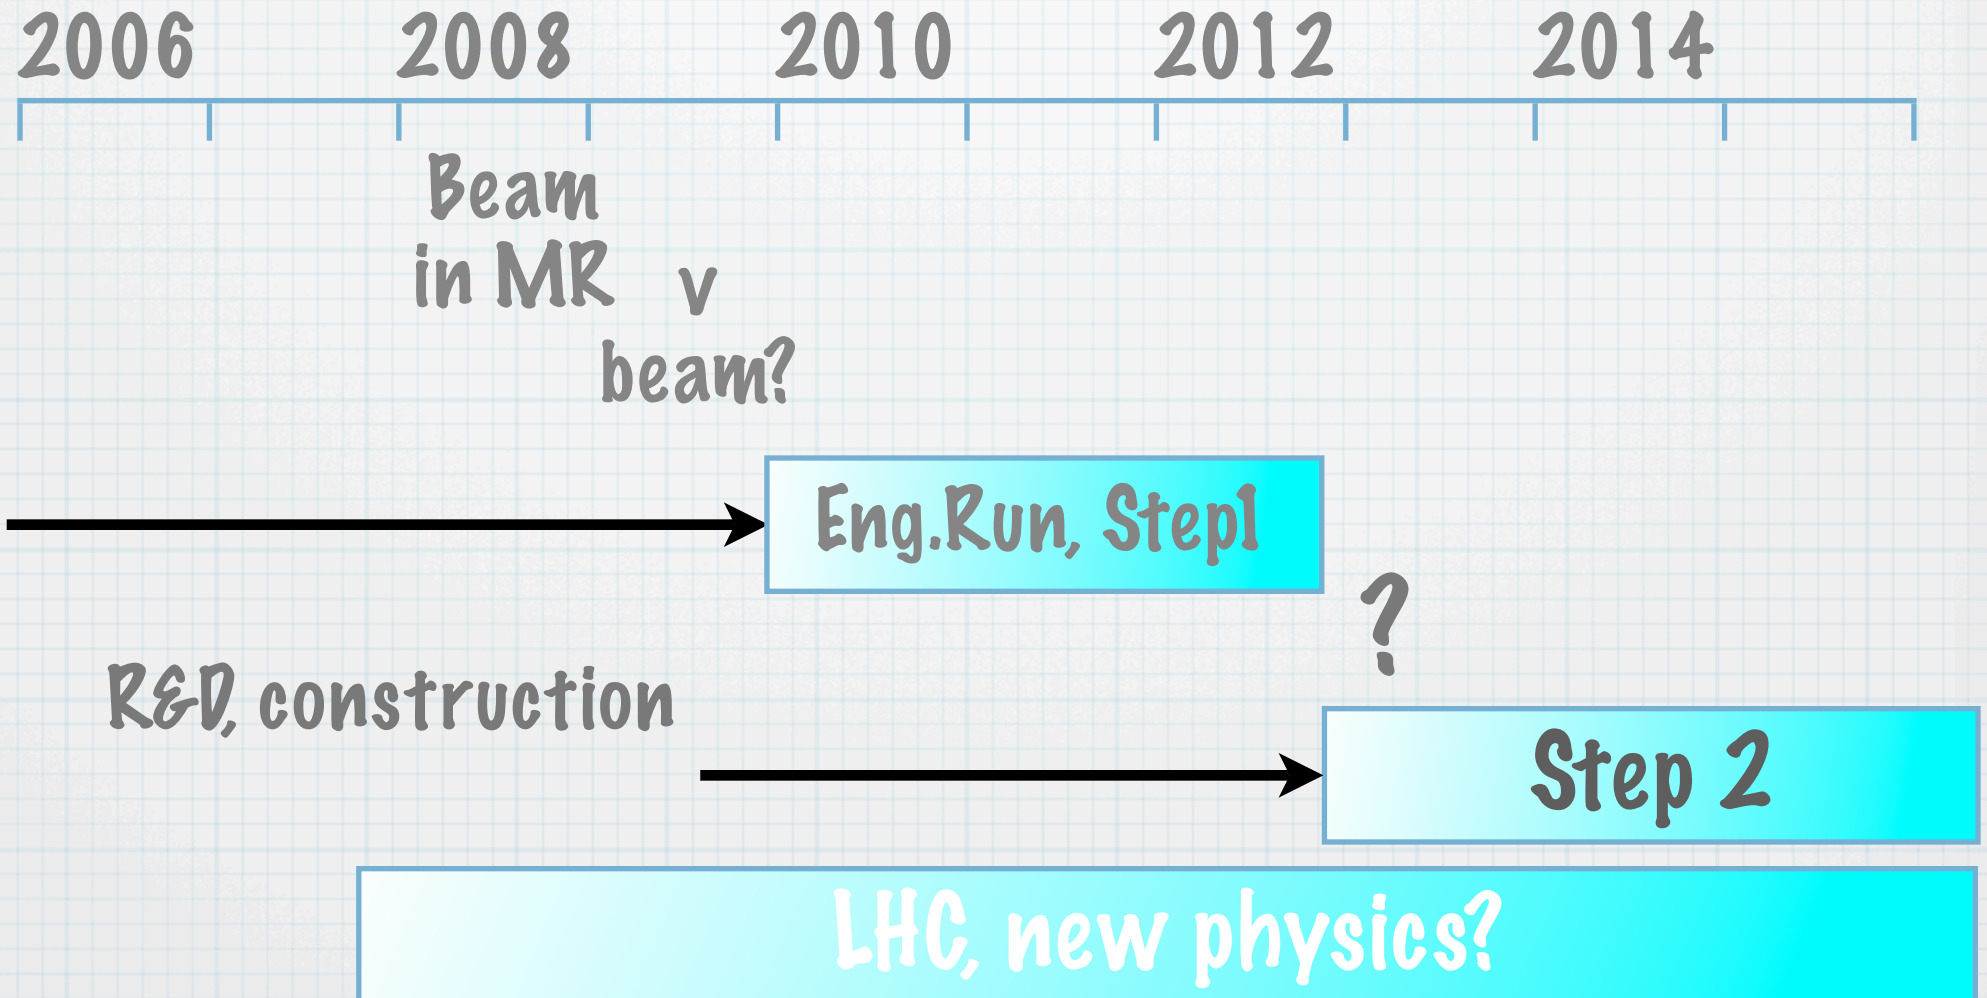 2006 2008 2010 2012 2014
Beam
in MR
ν
beam?
Eng.Run, Step1
?
R&D, construction
Step 2
LHC, new physics?